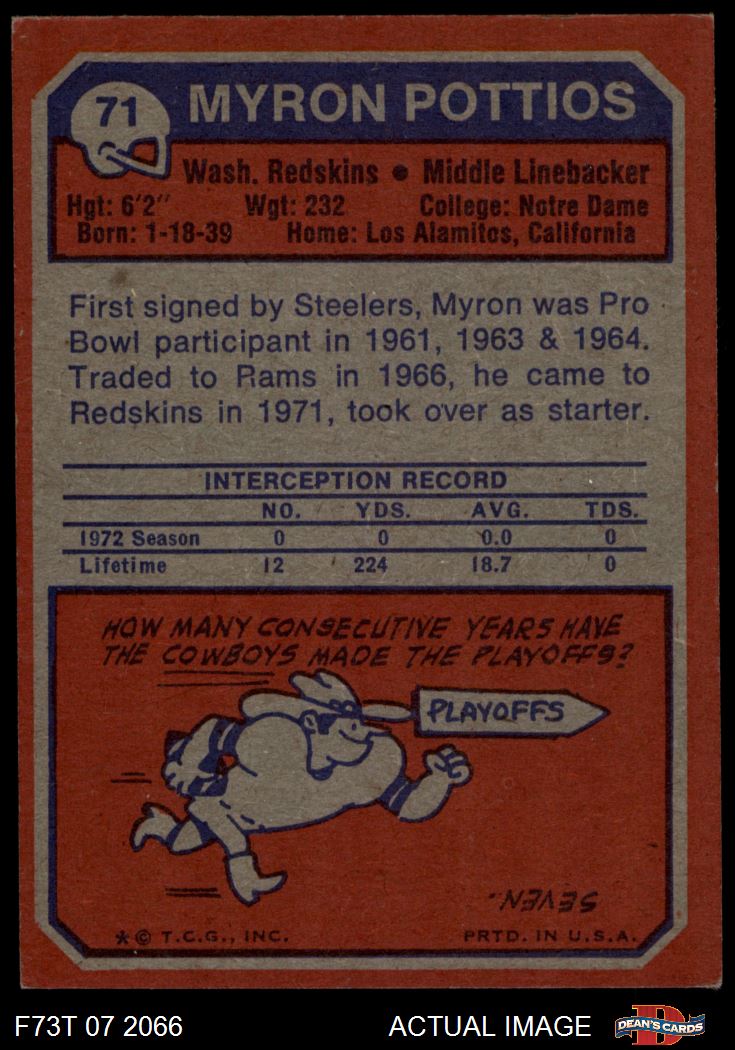 71
MYRON POTTIOS
Wash. Redskins • Middle Linebacker
Hgt: 6'2" Wgt: 232 College: Notre Dame
Born: 1-18-39 Home: Los Alamitos, California
First signed by Steelers, Myron was Pro
Bowl participant in 1961, 1963 & 1964.
Traded to Rams in 1966, he came to
Redskins in 1971, took over as starter.
INTERCEPTION RECORD
NO. YDS. AVG. TDS.
1972 Season 0 0 0.0 0
Lifetime 12 224 18.7 0
HOW MANY CONSECUTIVE YEARS HAVE
THE COWBOYS MADE THE PLAYOFFS?
PLAYOFFS
SEVEN..
* © T.C.G., INC. PRTD. IN U.S.A.
F73T 07 2066 ACTUAL IMAGE D DEAN'S CARDS